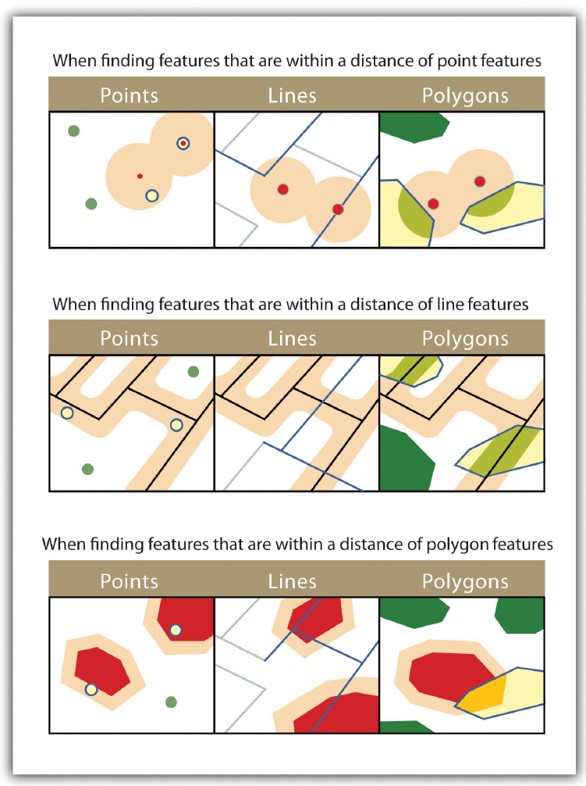 When finding features that are within a distance of point features
Points Lines Polygons
When finding features that are within a distance of line features
Points Lines Polygons
When finding features that are within a distance of polygon features
Points Lines Polygons